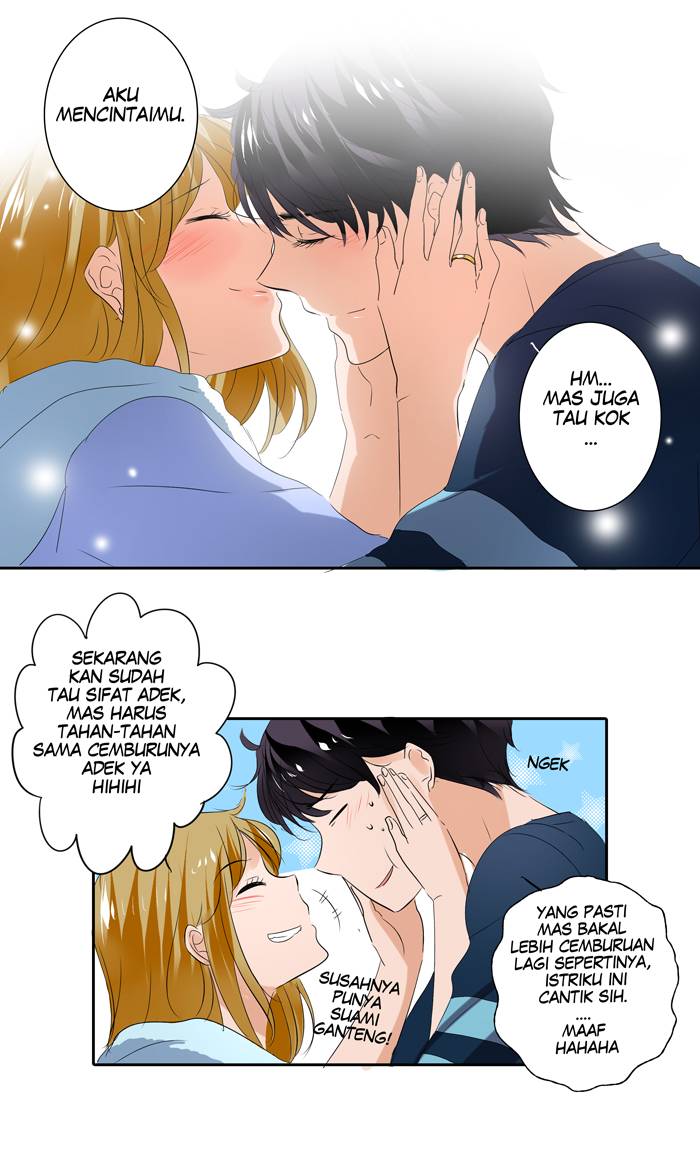 AKU
MENCINTAIMU.
HM...
MAS JUGA
TAU KOK
...
SEKARANG
KAN SUDAH
TAU SIFAT ADEK,
MAS HARUS
TAHAN-TAHAN
SAMA CEMBURUNYA
ADEK YA
HIHIHI
NGEK
SUSAHNYA
PUNYA
SUAMI
GANTENG!
YANG PASTI
MAS BAKAL
LEBIH CEMBURUAN
LAGI SEPERTINYA,
ISTRIKU INI
CANTIK SIH.
....
MAAF
HAHAHA